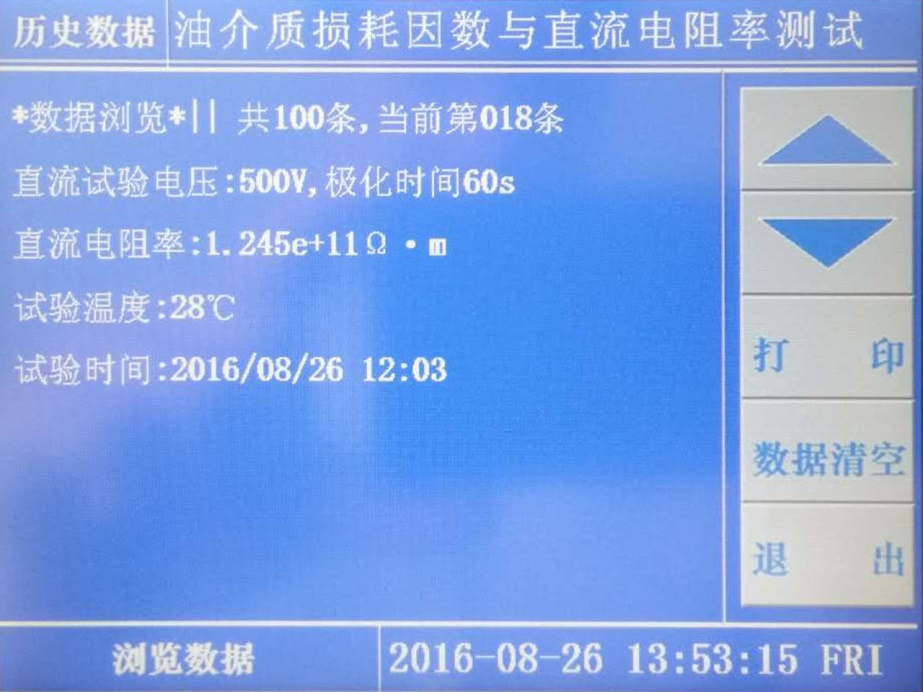 历史数据 油介质损耗因数与直流电阻率测试
*数据浏览*|| 共100条,当前第018条
直流试验电压:500V,极化时间60s
直流电阻率:1.245e+11Ω·m
试验温度:28℃
试验时间:2016/08/26 12:03
打 印
数据清空
退 出
浏览数据 2016-08-26 13:53:15 FRI